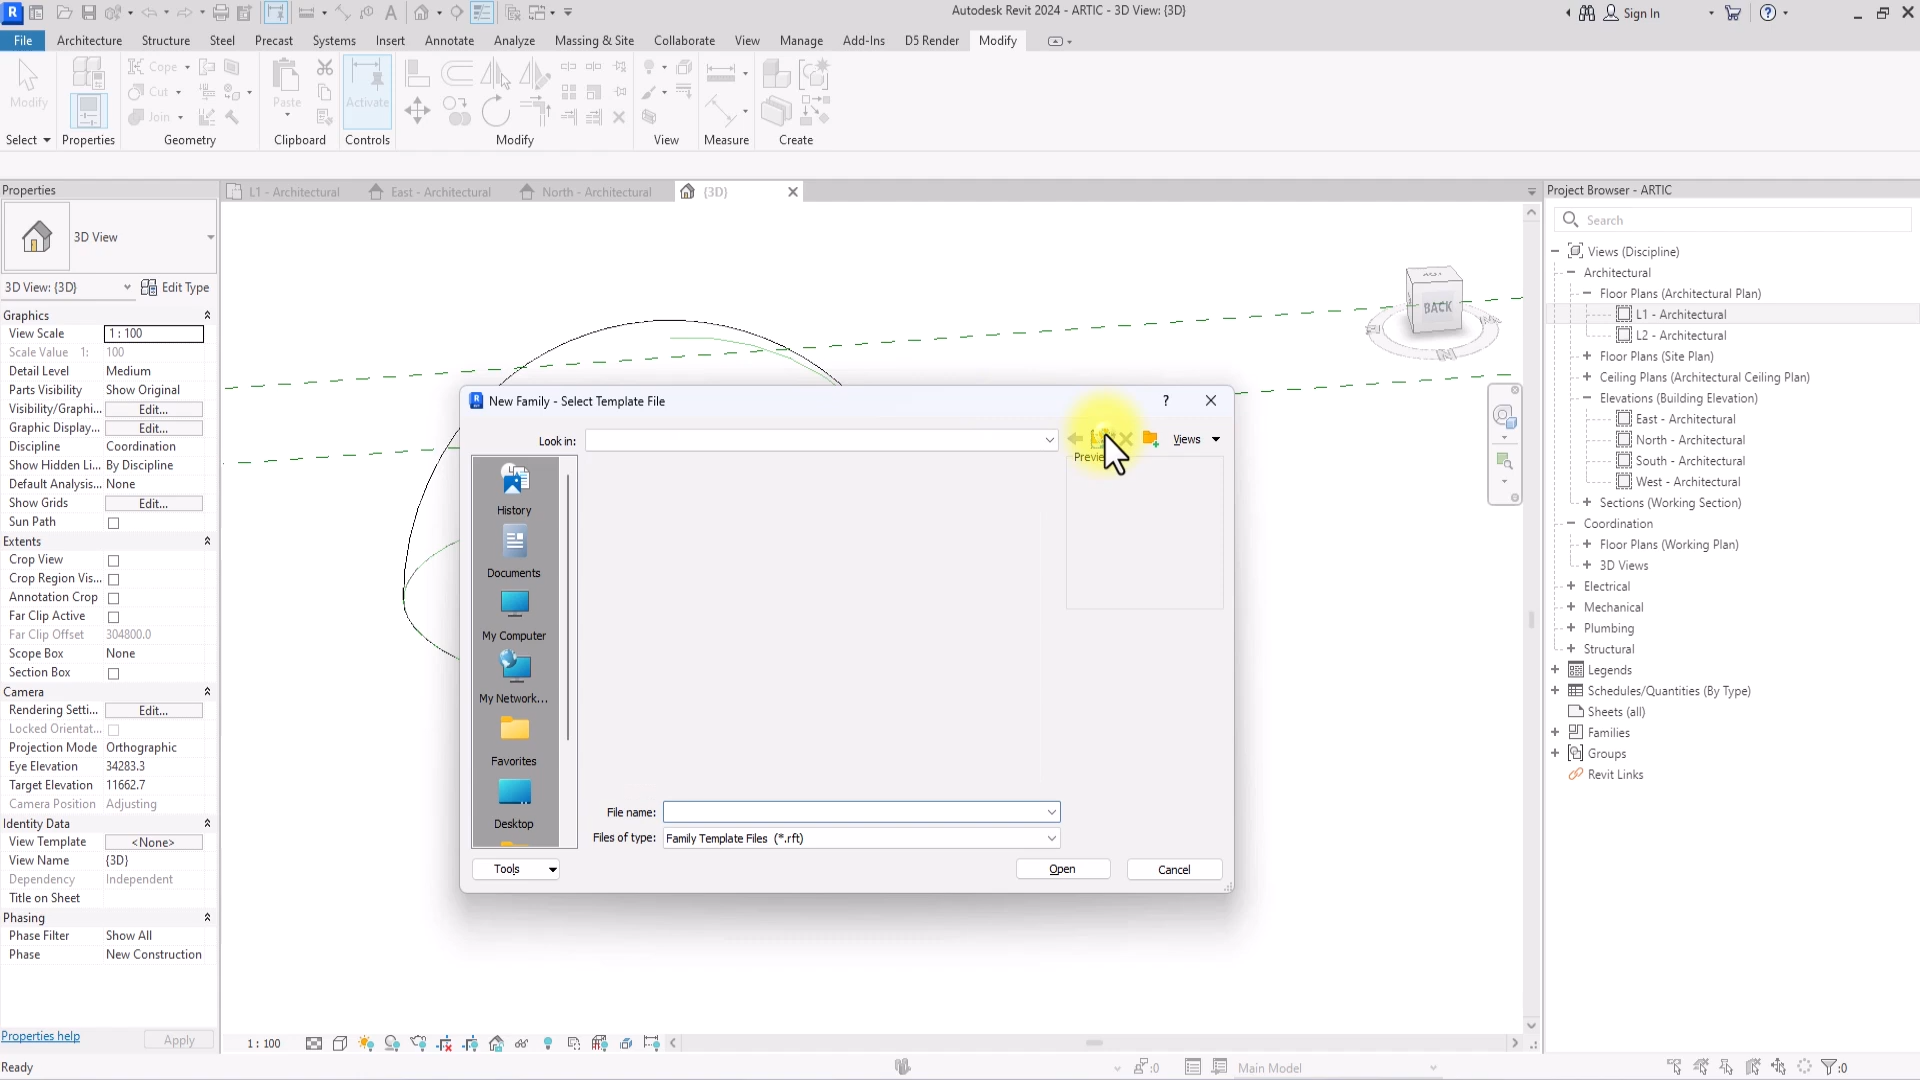 Autodesk Revit 2024 - ARTIC - 3D View: {3D}
Sign In
File Architecture Structure Steel Precast Systems Insert Annotate Analyze Massing & Site Collaborate View Manage Add-Ins D5 Render Modify
Modify
Cope
Cut
Join
Paste
Activate
Select Properties Geometry Clipboard Controls Modify View Measure Create
Properties
L1 - Architectural East - Architectural North - Architectural {3D}
3D View
3D View: {3D} Edit Type
Graphics
View Scale 1 : 100
Scale Value 1: 100
Detail Level Medium
Parts Visibility Show Original
Visibility/Graphi... Edit...
Graphic Display... Edit...
Discipline Coordination
Show Hidden Li... By Discipline
Default Analysis... None
Show Grids Edit...
Sun Path
Extents
Crop View
Crop Region Vis...
Annotation Crop
Far Clip Active
Far Clip Offset 304800.0
Scope Box None
Section Box
Camera
Rendering Setti... Edit...
Locked Orientat...
Projection Mode Orthographic
Eye Elevation 34283.3
Target Elevation 11662.7
Camera Position Adjusting
Identity Data
View Template <None>
View Name {3D}
Dependency Independent
Title on Sheet
Phasing
Phase Filter Show All
Phase New Construction
Properties help Apply
BACK
New Family - Select Template File
Look in:
Views
Preview
History
Documents
My Computer
My Network...
Favorites
Desktop
File name:
Files of type: Family Template Files (*.rft)
Tools Open Cancel
Project Browser - ARTIC
Search
Views (Discipline)
Architectural
Floor Plans (Architectural Plan)
L1 - Architectural
L2 - Architectural
Floor Plans (Site Plan)
Ceiling Plans (Architectural Ceiling Plan)
Elevations (Building Elevation)
East - Architectural
North - Architectural
South - Architectural
West - Architectural
Sections (Working Section)
Coordination
Floor Plans (Working Plan)
3D Views
Electrical
Mechanical
Plumbing
Structural
Legends
Schedules/Quantities (By Type)
Sheets (all)
Families
Groups
Revit Links
1 : 100
Ready
:0
Main Model
:0